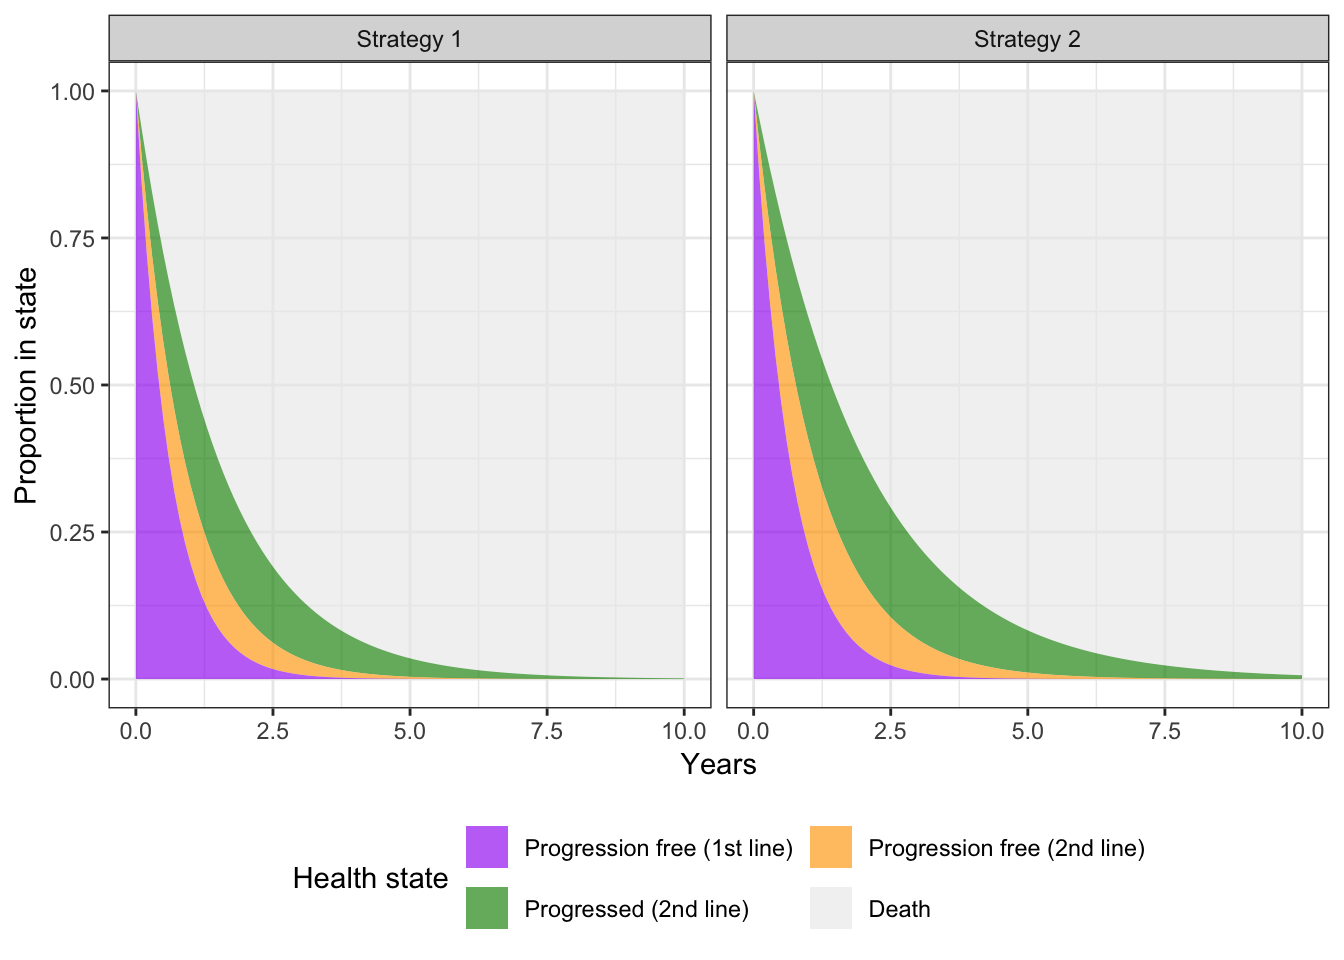 Strategy 1
Strategy 2
Proportion in state
1.00
0.75
0.50
0.25
0.00
0.0 2.5 5.0 7.5 10.0
0.0 2.5 5.0 7.5 10.0
Years
Health state
Progression free (1st line)
Progression free (2nd line)
Progressed (2nd line)
Death